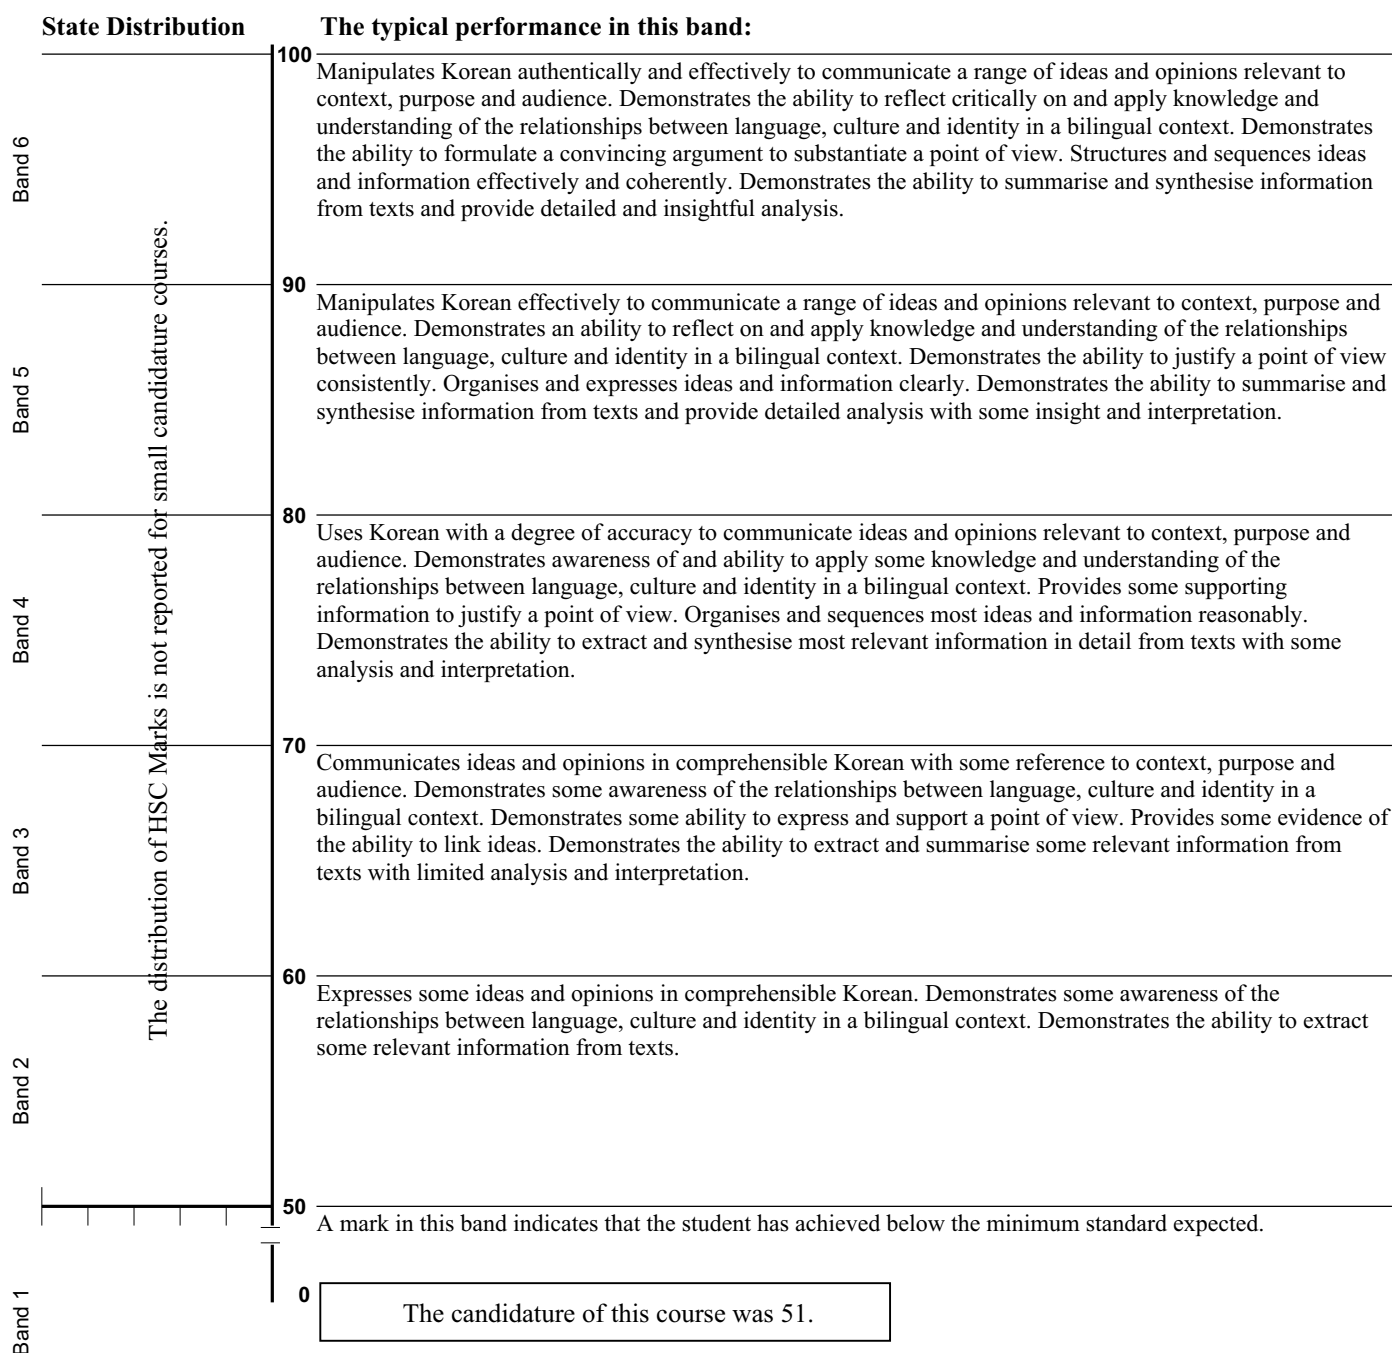 State Distribution
The typical performance in this band:
100
Manipulates Korean authentically and effectively to communicate a range of ideas and opinions relevant to
context, purpose and audience. Demonstrates the ability to reflect critically on and apply knowledge and
understanding of the relationships between language, culture and identity in a bilingual context. Demonstrates
the ability to formulate a convincing argument to substantiate a point of view. Structures and sequences ideas
and information effectively and coherently. Demonstrates the ability to summarise and synthesise information
from texts and provide detailed and insightful analysis.
Band 6
90
Manipulates Korean effectively to communicate a range of ideas and opinions relevant to context, purpose and
audience. Demonstrates an ability to reflect on and apply knowledge and understanding of the relationships
between language, culture and identity in a bilingual context. Demonstrates the ability to justify a point of view
consistently. Organises and expresses ideas and information clearly. Demonstrates the ability to summarise and
synthesise information from texts and provide detailed analysis with some insight and interpretation.
Band 5
80
Uses Korean with a degree of accuracy to communicate ideas and opinions relevant to context, purpose and
audience. Demonstrates awareness of and ability to apply some knowledge and understanding of the
relationships between language, culture and identity in a bilingual context. Provides some supporting
information to justify a point of view. Organises and sequences most ideas and information reasonably.
Demonstrates the ability to extract and synthesise most relevant information in detail from texts with some
analysis and interpretation.
Band 4
The distribution of HSC Marks is not reported for small candidature courses.
70
Communicates ideas and opinions in comprehensible Korean with some reference to context, purpose and
audience. Demonstrates some awareness of the relationships between language, culture and identity in a
bilingual context. Demonstrates some ability to express and support a point of view. Provides some evidence of
the ability to link ideas. Demonstrates the ability to extract and summarise some relevant information from
texts with limited analysis and interpretation.
Band 3
60
Expresses some ideas and opinions in comprehensible Korean. Demonstrates some awareness of the
relationships between language, culture and identity in a bilingual context. Demonstrates the ability to extract
some relevant information from texts.
Band 2
50
A mark in this band indicates that the student has achieved below the minimum standard expected.
0
Band 1
The candidature of this course was 51.